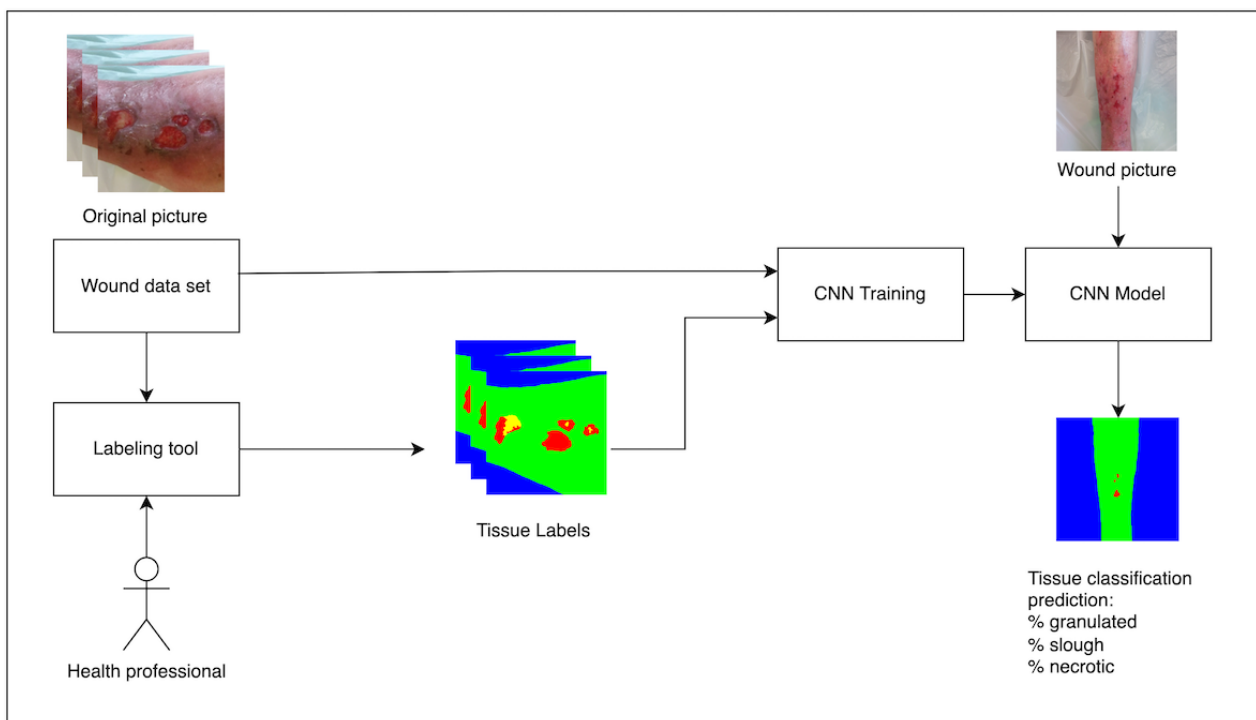 Original picture
Wound picture
Wound data set
CNN Training
CNN Model
Labeling tool
Tissue Labels
Health professional
Tissue classification
prediction:
% granulated
% slough
% necrotic